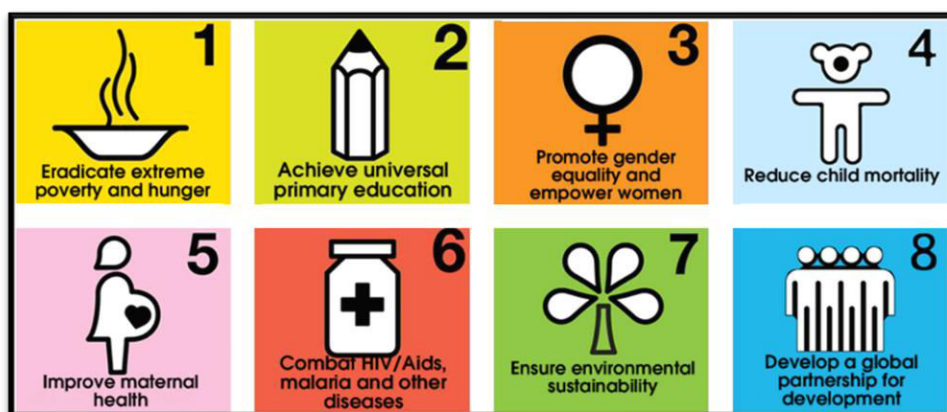 1
Eradicate extreme
poverty and hunger
2
Achieve universal
primary education
3
Promote gender
equality and
empower women
4
Reduce child mortality
5
Improve maternal
health
6
Combat HIV/Aids,
malaria and other
diseases
7
Ensure environmental
sustainability
8
Develop a global
partnership for
development